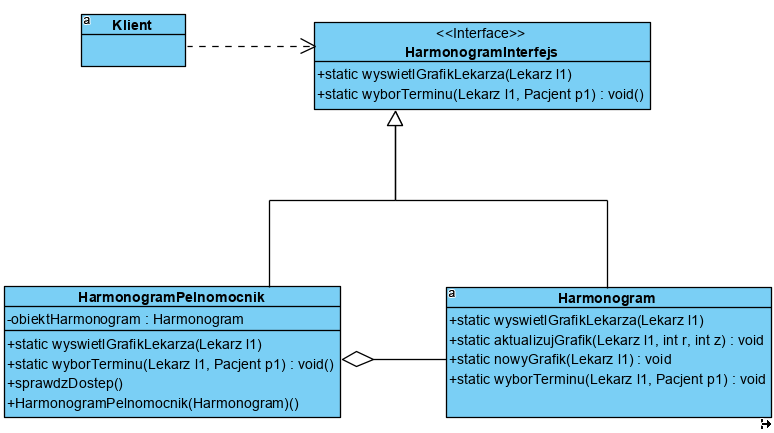 a
Klient
<<Interface>>
HarmonogramInterfejs
+static wyswietlGrafikLekarza(Lekarz l1)
+static wyborTerminu(Lekarz l1, Pacjent p1) : void()
HarmonogramPelnomocnik
-obiektHarmonogram : Harmonogram
+static wyswietlGrafikLekarza(Lekarz l1)
+static wyborTerminu(Lekarz l1, Pacjent p1) : void()
+sprawdzDostep()
+HarmonogramPelnomocnik(Harmonogram)()
a
Harmonogram
+static wyswietlGrafikLekarza(Lekarz l1)
+static aktualizujGrafik(Lekarz l1, int r, int z) : void
+static nowyGrafik(Lekarz l1) : void
+static wyborTerminu(Lekarz l1, Pacjent p1) : void